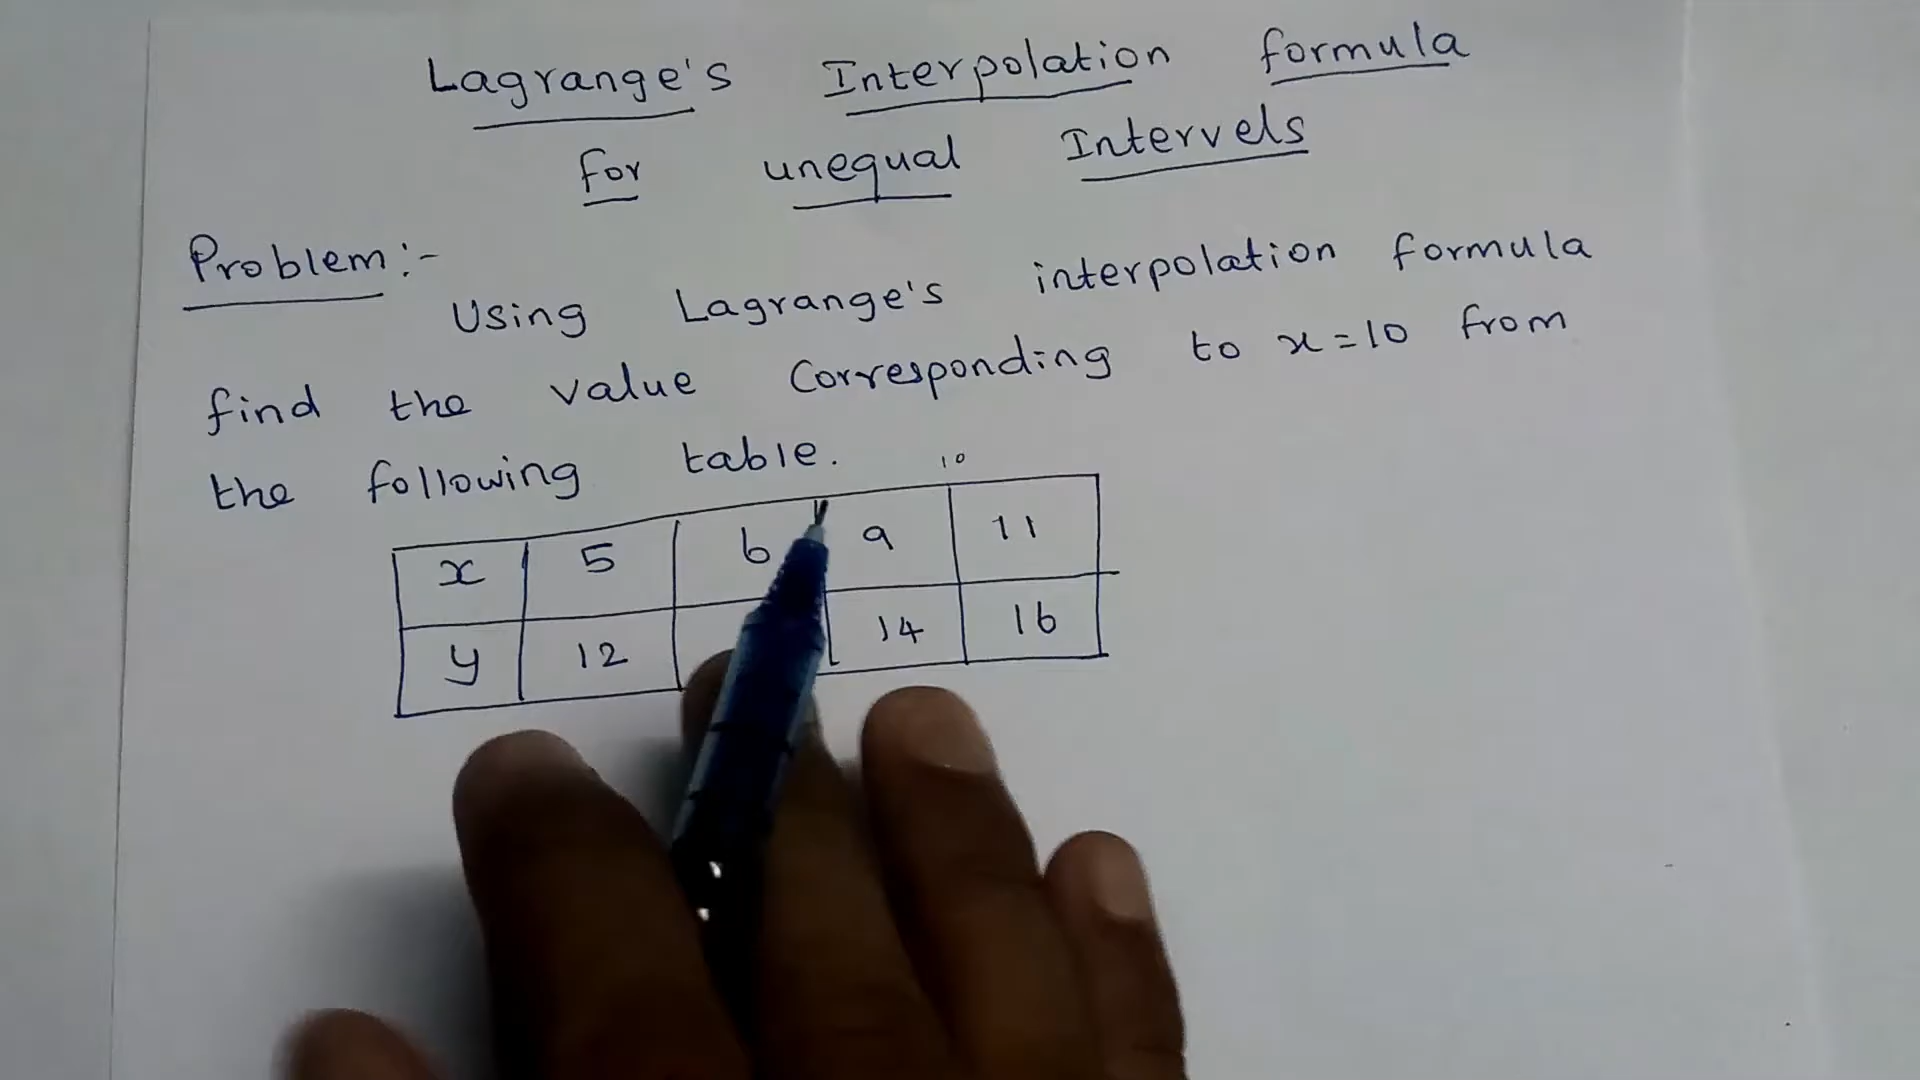 Lagrange's Interpolation formula
for unequal Intervels
Problem:-
Using Lagrange's interpolation formula
find the value Corresponding to x=10 from
the following table.
10
x 5 6 9 11
y 12 14 16